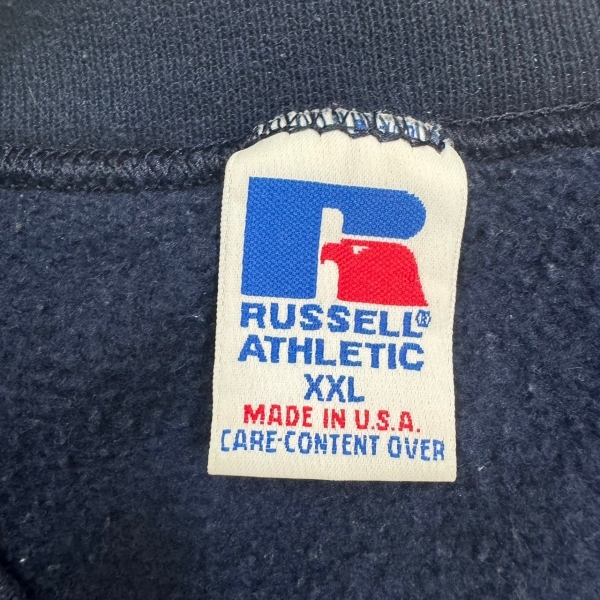 RUSSELL®
ATHLETIC
XXL
MADE IN U.S.A.
CARE-CONTENT OVER